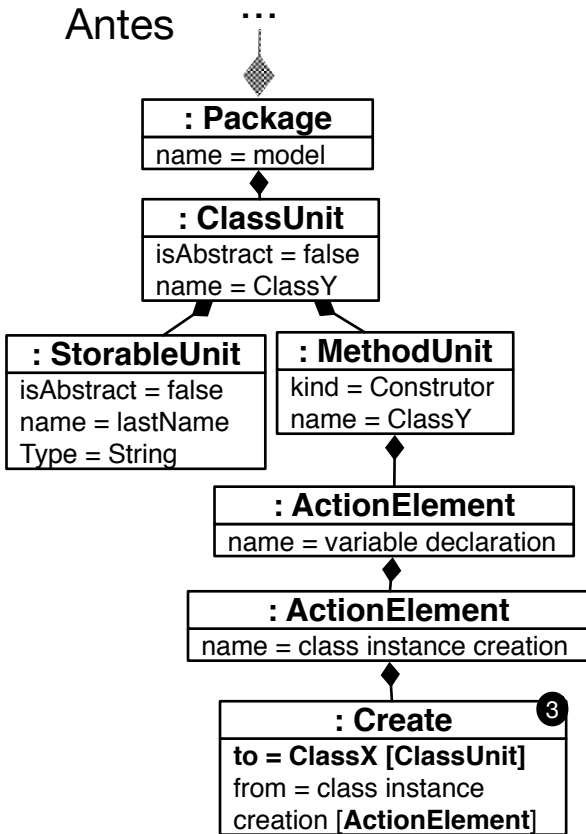 Antes
...
: Package
name = model
: ClassUnit
isAbstract = false
name = ClassY
: StorableUnit
isAbstract = false
name = lastName
Type = String
: MethodUnit
kind = Construtor
name = ClassY
: ActionElement
name = variable declaration
: ActionElement
name = class instance creation
3
: Create
to = ClassX [ClassUnit]
from = class instance
creation [ActionElement]